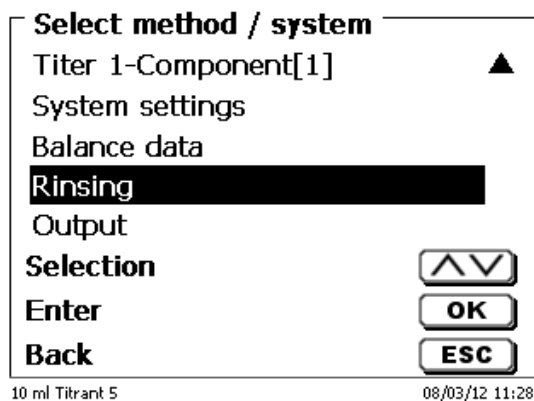 Select method / system
Titer 1-Component[1]
System settings
Balance data
Rinsing
Output
Selection
Enter OK
Back ESC
10 ml Titrant 5 08/03/12 11:28